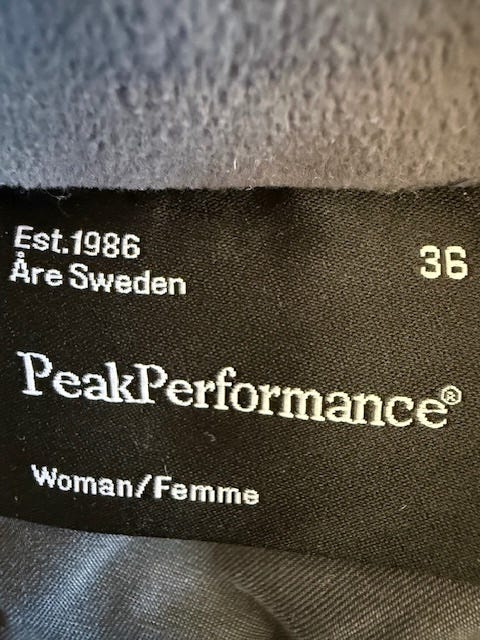 Est.1986
Åre Sweden
36
PeakPerformance®
Woman/Femme